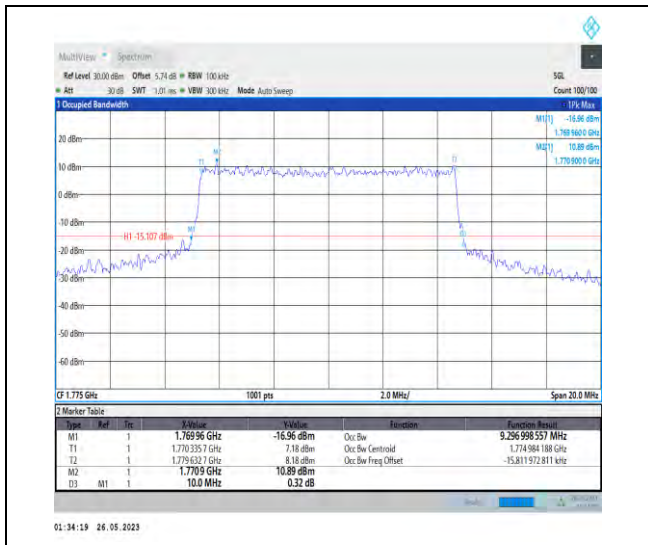 MultiView Spectrum
Ref Level 30.00 dBm Offset 5.74 dB RBW 100 kHz SGL
Att 30 dB SWT 1.01 ms VBW 300 kHz Mode Auto Sweep Count 100/100
1 Occupied Bandwidth 1Pk Max
M1[1] -16.96 dBm
1.7699600 GHz
M2[1] 10.89 dBm
1.7709000 GHz
20 dBm
M2
T1
10 dBm
0 dBm
-10 dBm
M1
H1 -15.107 dBm
-20 dBm
-30 dBm
-40 dBm
-50 dBm
-60 dBm
CF 1.775 GHz 1001 pts 2.0 MHz/ Span 20.0 MHz
2 Marker Table
Type Ref Trc X-Value Y-Value Function Function Result
M1 1 1.76996 GHz -16.96 dBm Occ Bw 9.296 998 557 MHz
T1 1 1.770 335 7 GHz 7.18 dBm Occ Bw Centroid 1.774 984 188 GHz
T2 1 1.779 632 7 GHz 8.18 dBm Occ Bw Freq Offset -15.811 972 811 kHz
M2 1 1.7709 GHz 10.89 dBm
D3 M1 1 10.0 MHz 0.32 dB
01:34:19 26.05.2023